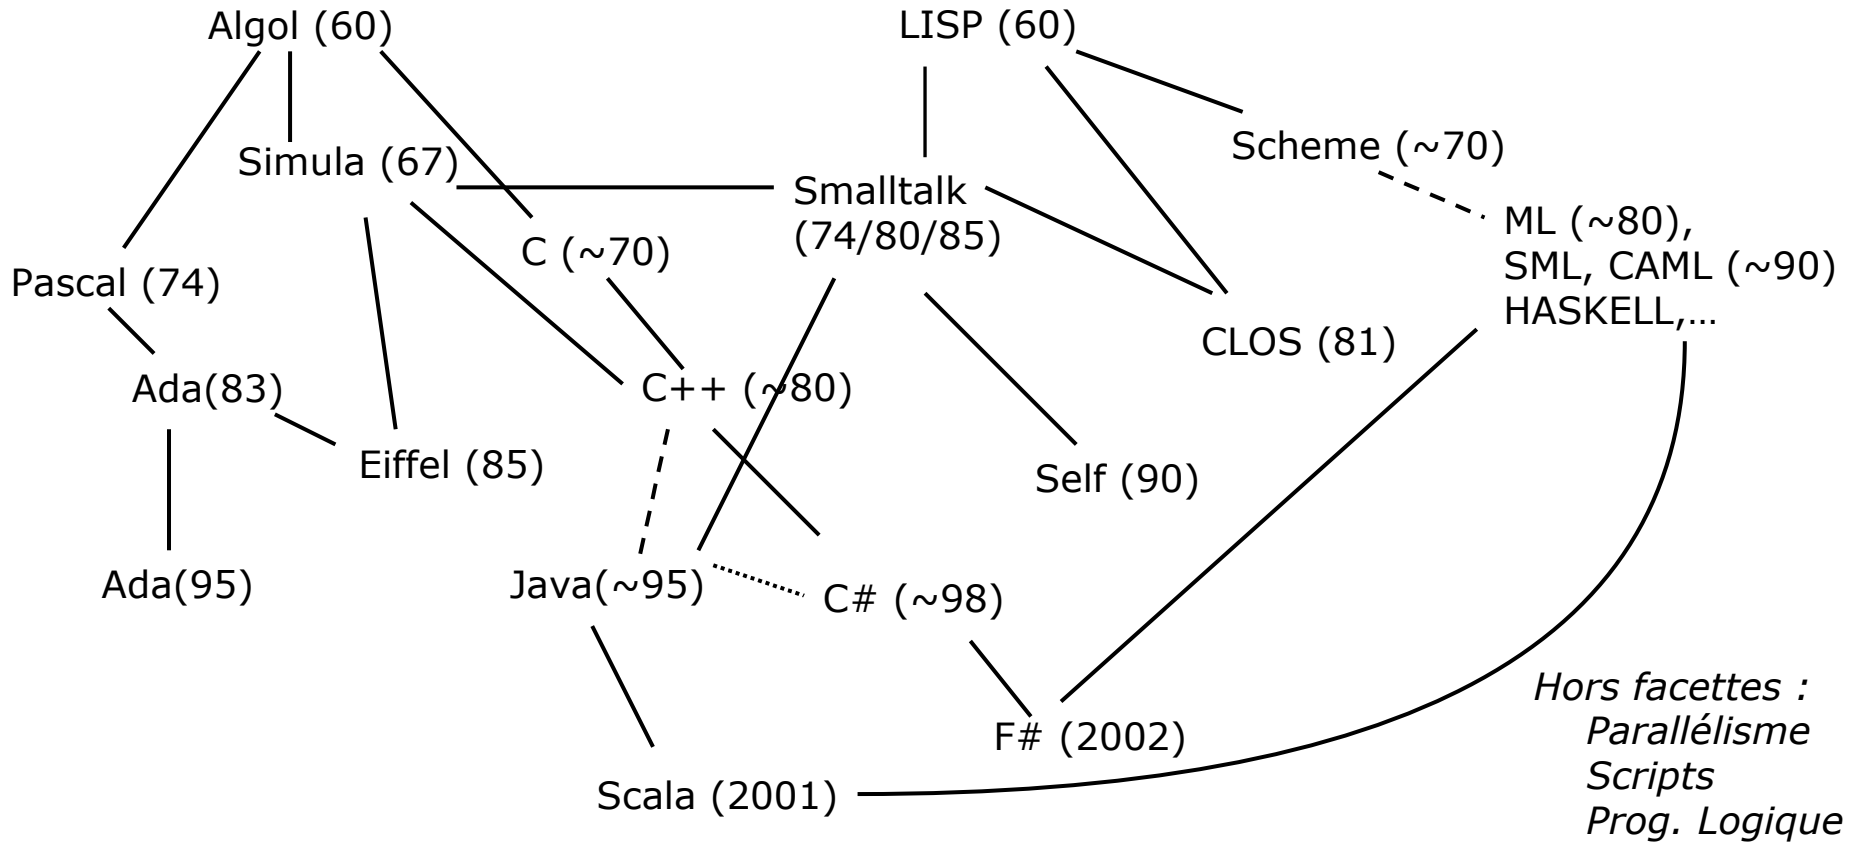 Algol (60)
LISP (60)
Scheme (~70)
Simula (67)
Smalltalk
(74/80/85)
ML (~80),
SML, CAML (~90)
HASKELL,...
C (~70)
Pascal (74)
CLOS (81)
Ada(83)
C++ (~80)
Eiffel (85)
Self (90)
Ada(95)
Java(~95)
C# (~98)
F# (2002)
Scala (2001)
Hors facettes :
Parallélisme
Scripts
Prog. Logique